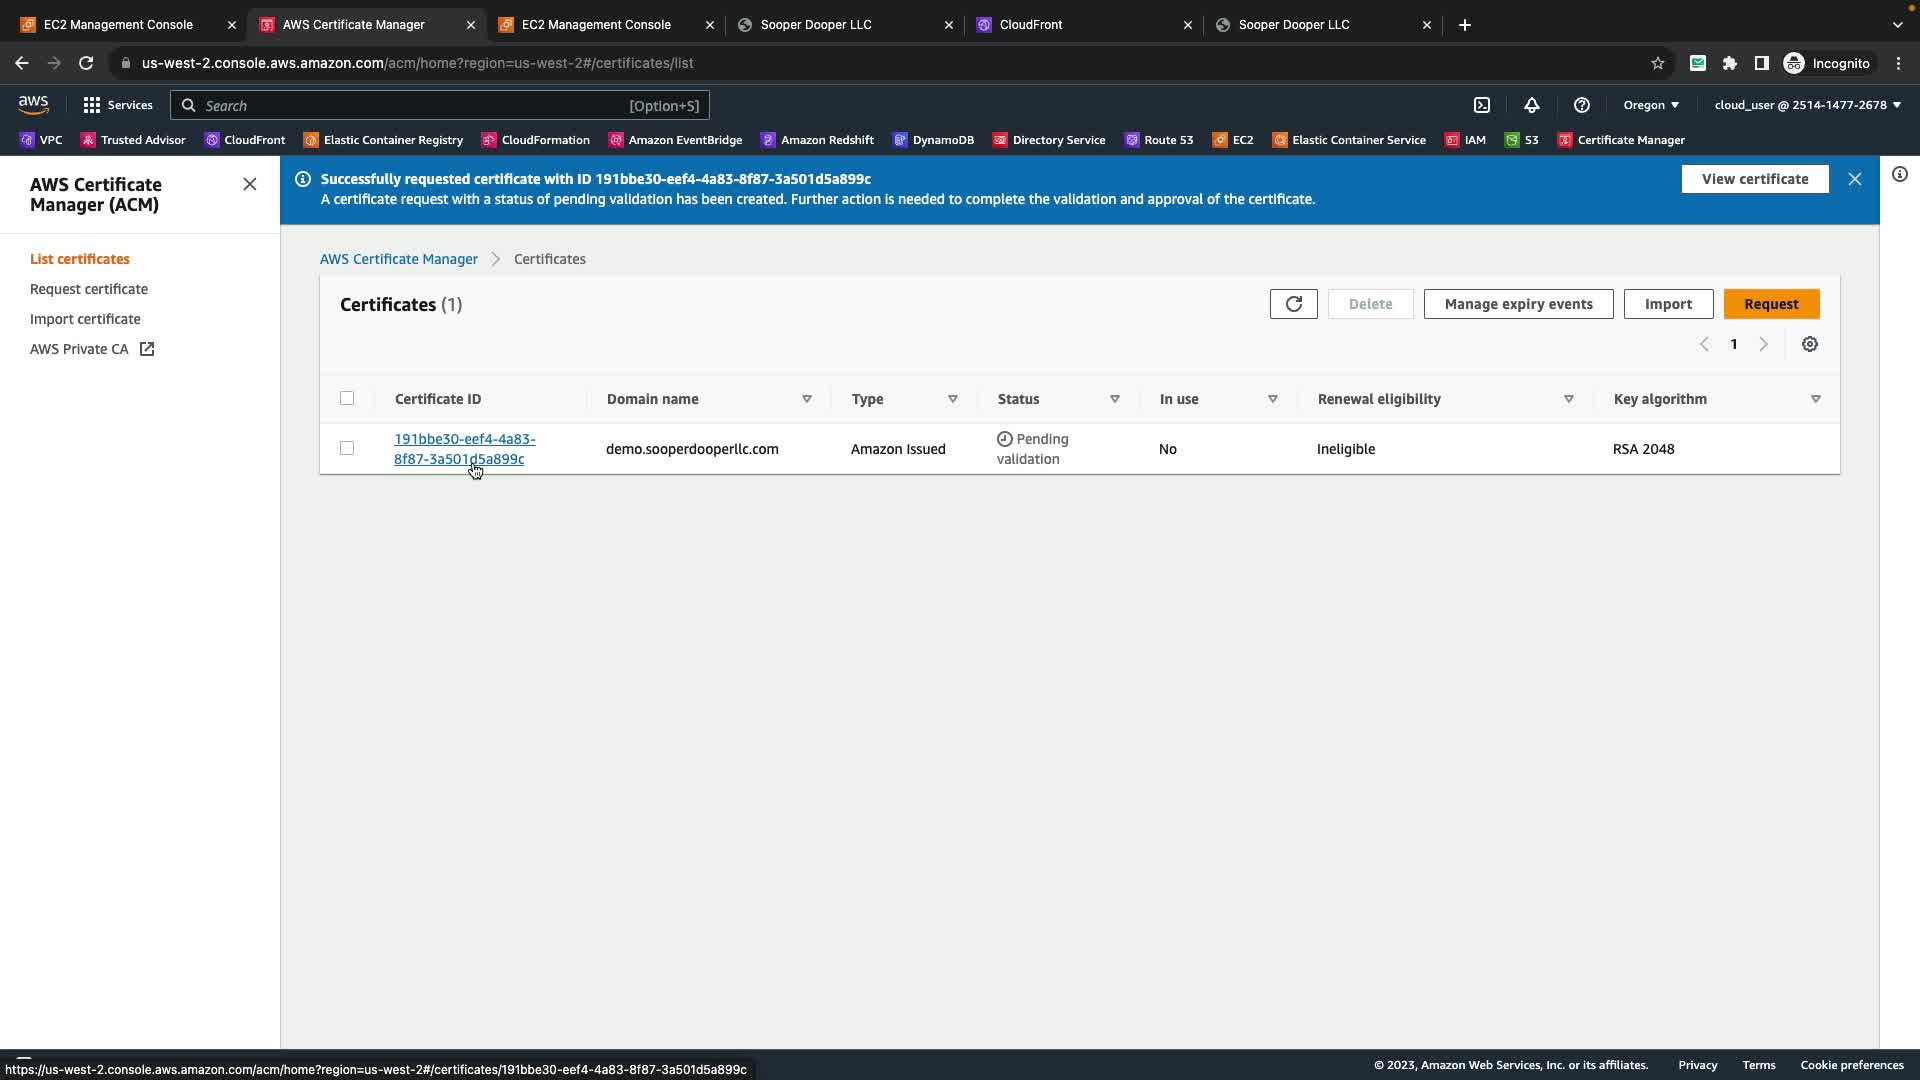 EC2 Management Console
AWS Certificate Manager
EC2 Management Console
Sooper Dooper LLC
CloudFront
Sooper Dooper LLC
us-west-2.console.aws.amazon.com/acm/home?region=us-west-2#/certificates/list
Incognito
aws
Services
Search
[Option+S]
Oregon
cloud_user @ 2514-1477-2678
VPC
Trusted Advisor
CloudFront
Elastic Container Registry
CloudFormation
Amazon EventBridge
Amazon Redshift
DynamoDB
Directory Service
Route 53
EC2
Elastic Container Service
IAM
S3
Certificate Manager
AWS Certificate
Manager (ACM)
List certificates
Request certificate
Import certificate
AWS Private CA
Successfully requested certificate with ID 191bbe30-eef4-4a83-8f87-3a501d5a899c
A certificate request with a status of pending validation has been created. Further action is needed to complete the validation and approval of the certificate.
View certificate
AWS Certificate Manager
Certificates
Certificates (1)
Delete
Manage expiry events
Import
Request
1
Certificate ID
Domain name
Type
Status
In use
Renewal eligibility
Key algorithm
191bbe30-eef4-4a83-
8f87-3a501d5a899c
demo.sooperdooperllc.com
Amazon Issued
Pending
validation
No
Ineligible
RSA 2048
https://us-west-2.console.aws.amazon.com/acm/home?region=us-west-2#/certificates/191bbe30-eef4-4a83-8f87-3a501d5a899c
© 2023, Amazon Web Services, Inc. or its affiliates.
Privacy
Terms
Cookie preferences